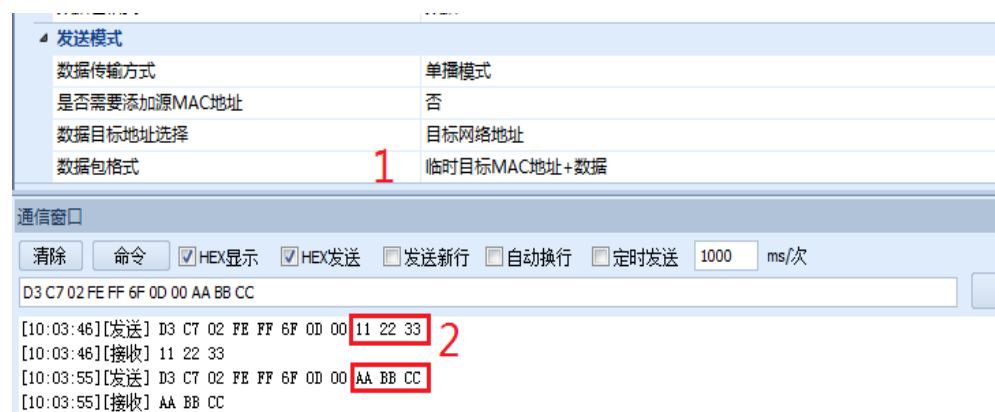 发送模式
数据传输方式 单播模式
是否需要添加源MAC地址 否
数据目标地址选择 目标网络地址
数据包格式 1 临时目标MAC地址+数据
通信窗口
清除 命令 HEX显示 HEX发送 发送新行 自动换行 定时发送 1000 ms/次
D3 C7 02 FE FF 6F 0D 00 AA BB CC
[10:03:46][发送] D3 C7 02 FE FF 6F 0D 00 11 22 33 2
[10:03:46][接收] 11 22 33
[10:03:55][发送] D3 C7 02 FE FF 6F 0D 00 AA BB CC
[10:03:55][接收] AA BB CC